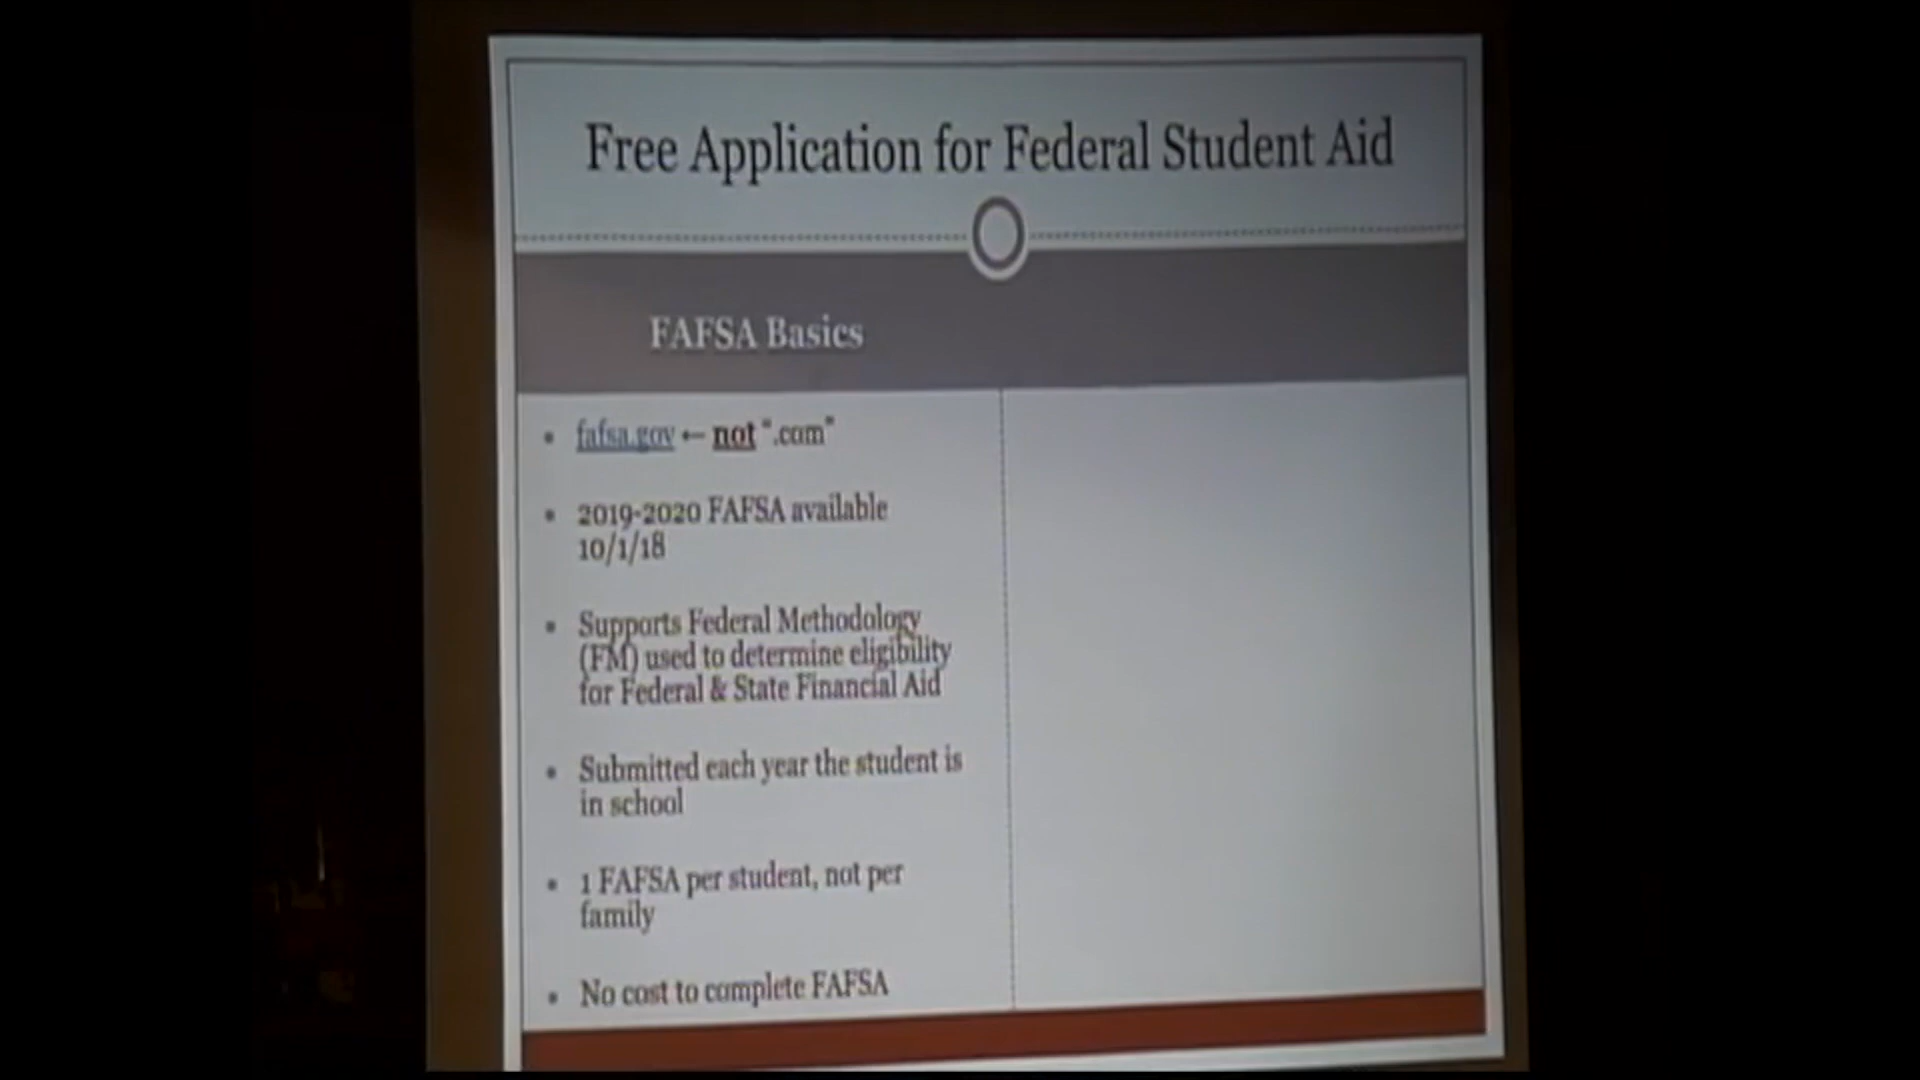 Free Application for Federal Student Aid
FAFSA Basics
• fafsa.gov ← not ".com"
• 2019-2020 FAFSA available
10/1/18
• Supports Federal Methodology
(FM) used to determine eligibility
for Federal & State Financial Aid
• Submitted each year the student is
in school
• 1 FAFSA per student, not per
family
• No cost to complete FAFSA